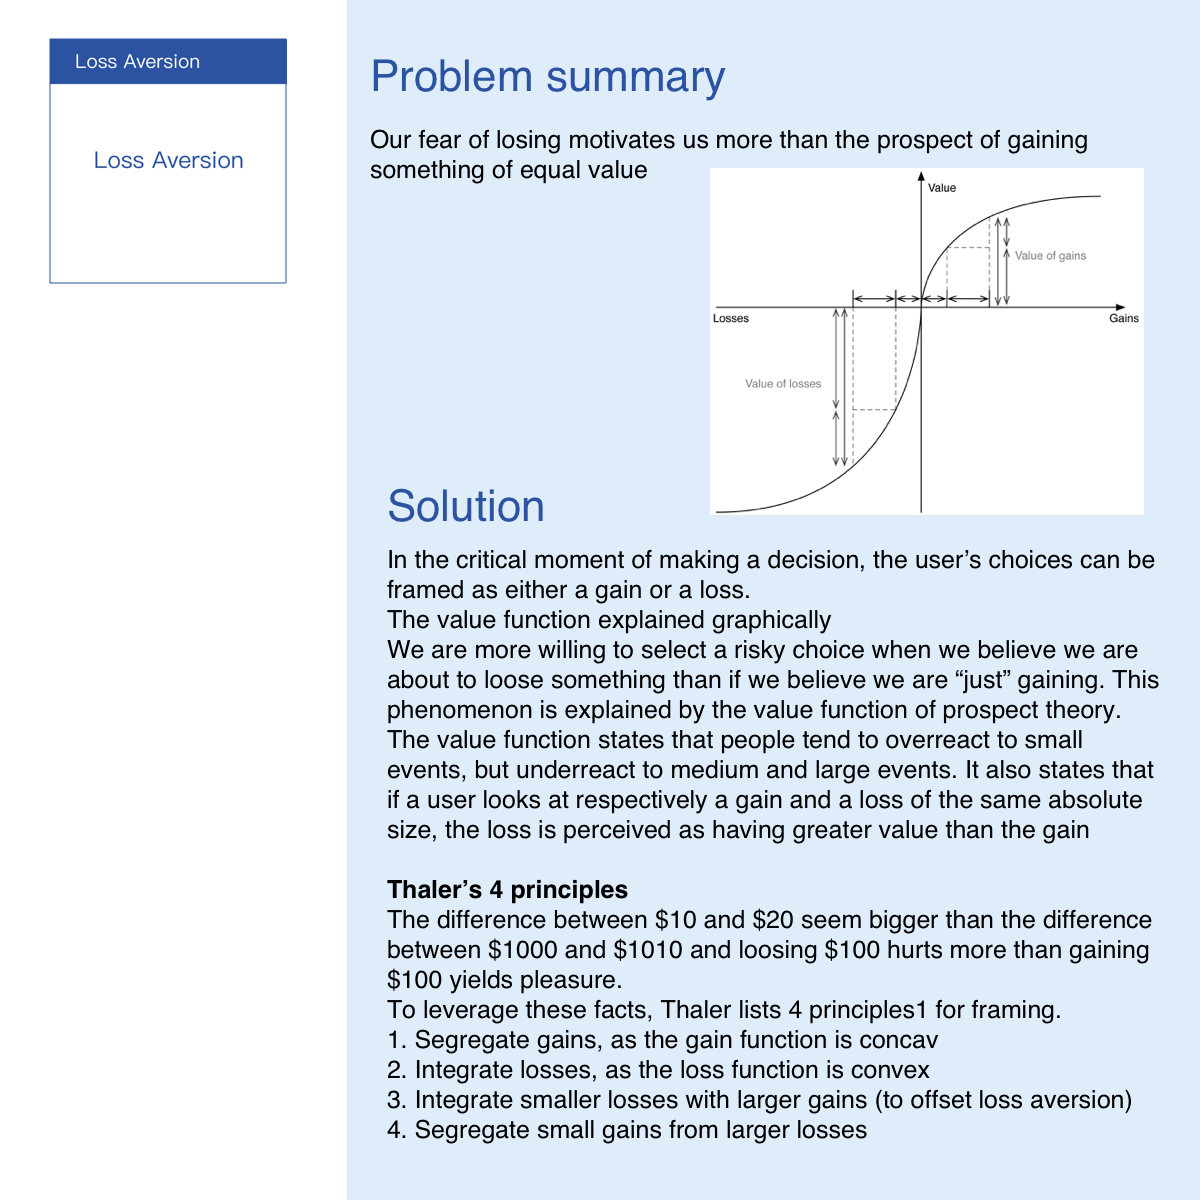 Loss Aversion
Loss Aversion
Problem summary
Our fear of losing motivates us more than the prospect of gaining
something of equal value
Value
Value of gains
Losses
Gains
Value of losses
Solution
In the critical moment of making a decision, the user’s choices can be
framed as either a gain or a loss.
The value function explained graphically
We are more willing to select a risky choice when we believe we are
about to loose something than if we believe we are “just” gaining. This
phenomenon is explained by the value function of prospect theory.
The value function states that people tend to overreact to small
events, but underreact to medium and large events. It also states that
if a user looks at respectively a gain and a loss of the same absolute
size, the loss is perceived as having greater value than the gain
Thaler’s 4 principles
The difference between $10 and $20 seem bigger than the difference
between $1000 and $1010 and loosing $100 hurts more than gaining
$100 yields pleasure.
To leverage these facts, Thaler lists 4 principles1 for framing.
1. Segregate gains, as the gain function is concav
2. Integrate losses, as the loss function is convex
3. Integrate smaller losses with larger gains (to offset loss aversion)
4. Segregate small gains from larger losses